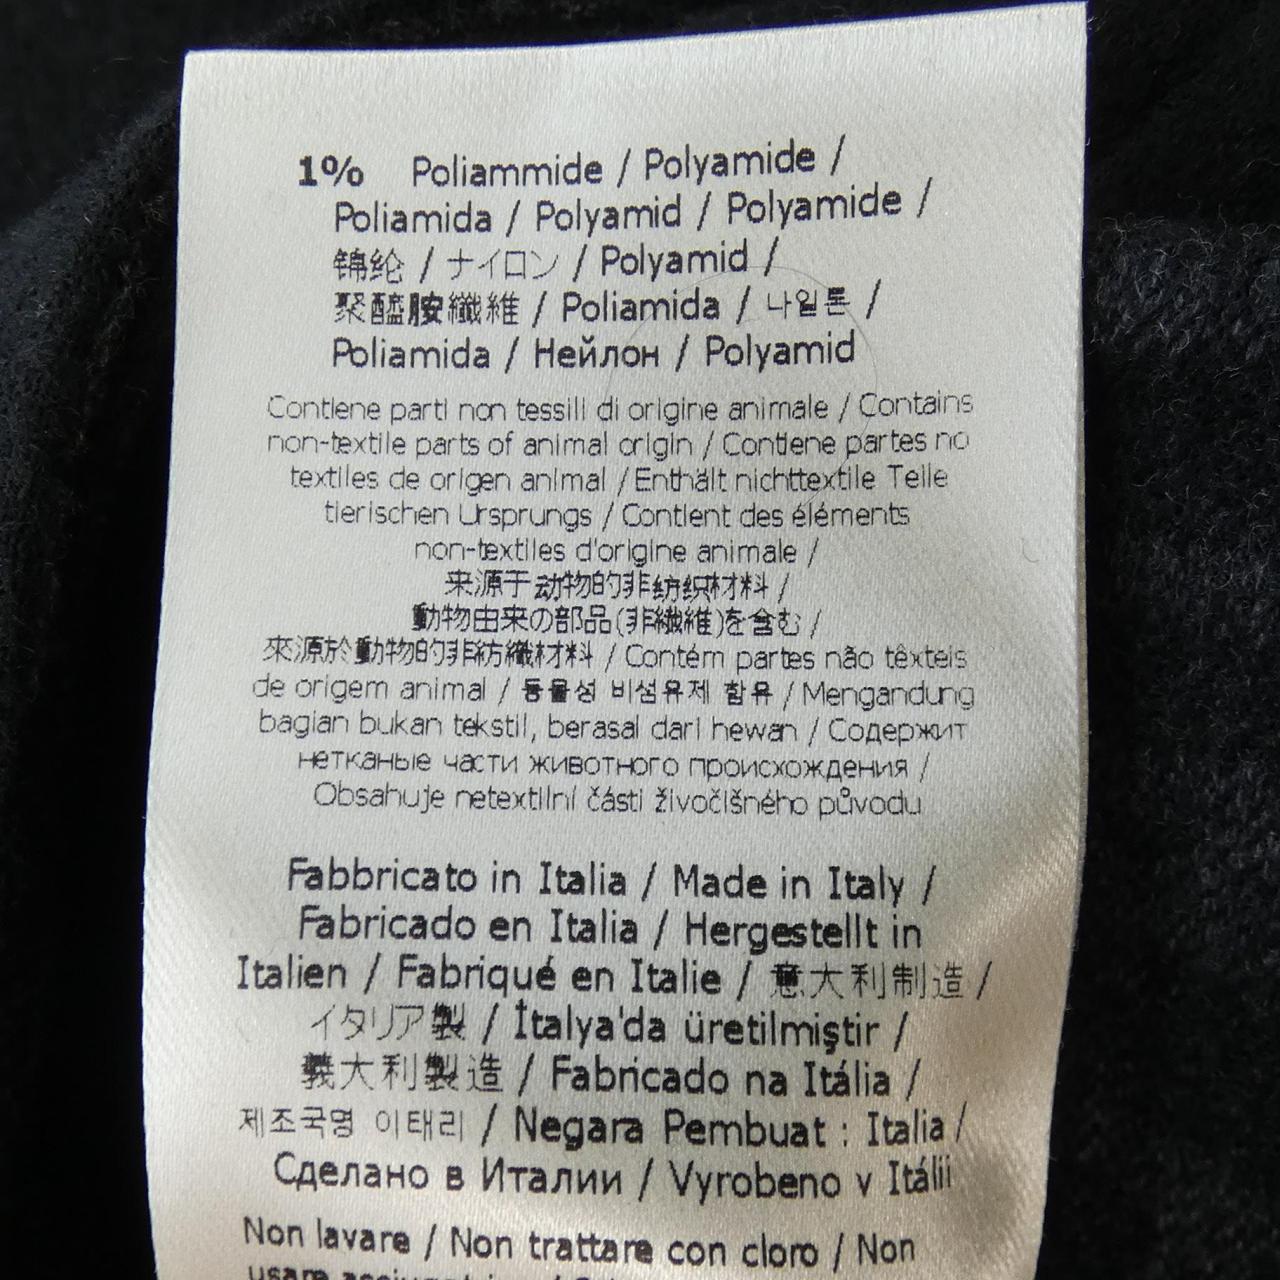 1% Poliammide / Polyamide /
Poliamida / Polyamid / Polyamide /
锦纶 / ナイロン / Polyamid /
聚醯胺纖維 / Poliamida / 나일론 /
Poliamida / Нейлон / Polyamid
Contiene parti non tessili di origine animale / Contains
non-textile parts of animal origin / Contiene partes no
textiles de origen animal / Enthält nichttextile Teile
tierischen Ursprungs / Contient des éléments
non-textiles d'origine animale /
来源于动物的非纺织材料 /
動物由来の部品(非繊維)を含む /
來源於動物的非紡織材料 / Contém partes não têxteis
de origem animal / 동물성 비섬유제 함유 / Mengandung
bagian bukan tekstil, berasal dari hewan / Содержит
нетканые части животного происхождения /
Obsahuje netextilní části živočišného původu
Fabbricato in Italia / Made in Italy /
Fabricado en Italia / Hergestellt in
Italien / Fabriqué en Italie / 意大利制造 /
イタリア製 / İtalya'da üretilmiştir /
義大利製造 / Fabricado na Itália /
제조국명 이태리 / Negara Pembuat : Italia /
Сделано в Италии / Vyrobeno v Itálii
Non lavare / Non trattare con cloro / Non
usare